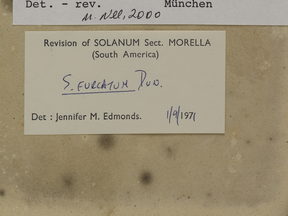 Det. - rev. München
M. Nee, 2000
Revision of SOLANUM Sect. MORELLA
(South America)
S. FURCATUM DUN.
Det : Jennifer M. Edmonds. 1/9/1971